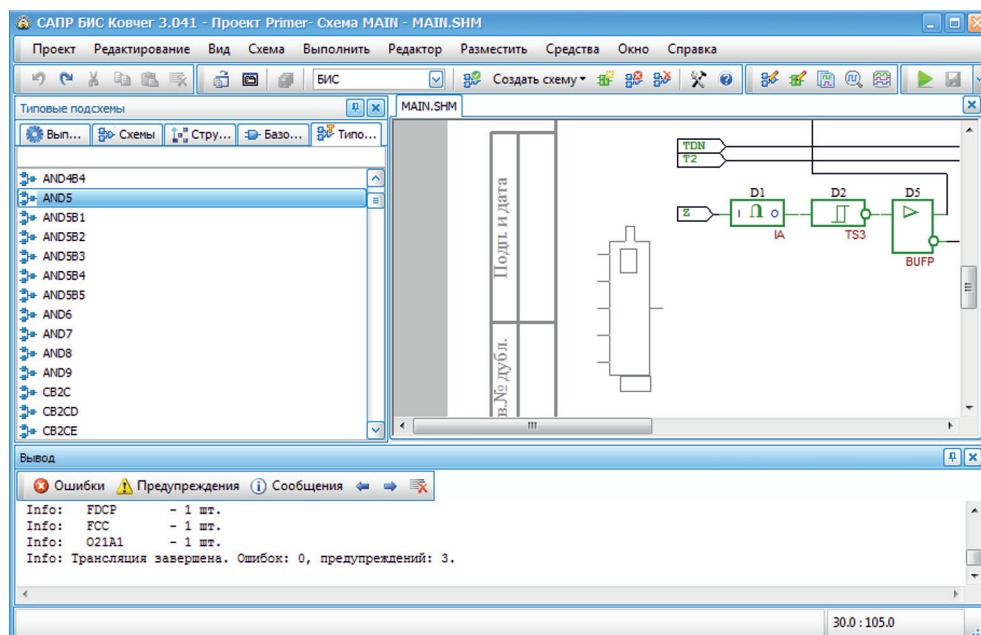 САПР БИС Ковчег 3.041 - Проект Primer- Схема MAIN - MAIN.SHM
Проект Редактирование Вид Схема Выполнить Редактор Разместить Средства Окно Справка
БИС Создать схему
Типовые подсхемы
MAIN.SHM
Вып... Схемы Стру... Базо... Типо...
AND4B4
AND5
AND5B1
AND5B2
AND5B3
AND5B4
AND5B5
AND6
AND7
AND8
AND9
CB2C
CB2CD
CB2CE
Подп. и дата
в.№ дубл.
TDN
T2
Z
D1
I
O
IA
D2
TS3
D5
BUFP
Вывод
Ошибки Предупреждения Сообщения
Info: FDCP - 1 шт.
Info: FCC - 1 шт.
Info: O21A1 - 1 шт.
Info: Трансляция завершена. Ошибок: 0, предупреждений: 3.
30.0 : 105.0